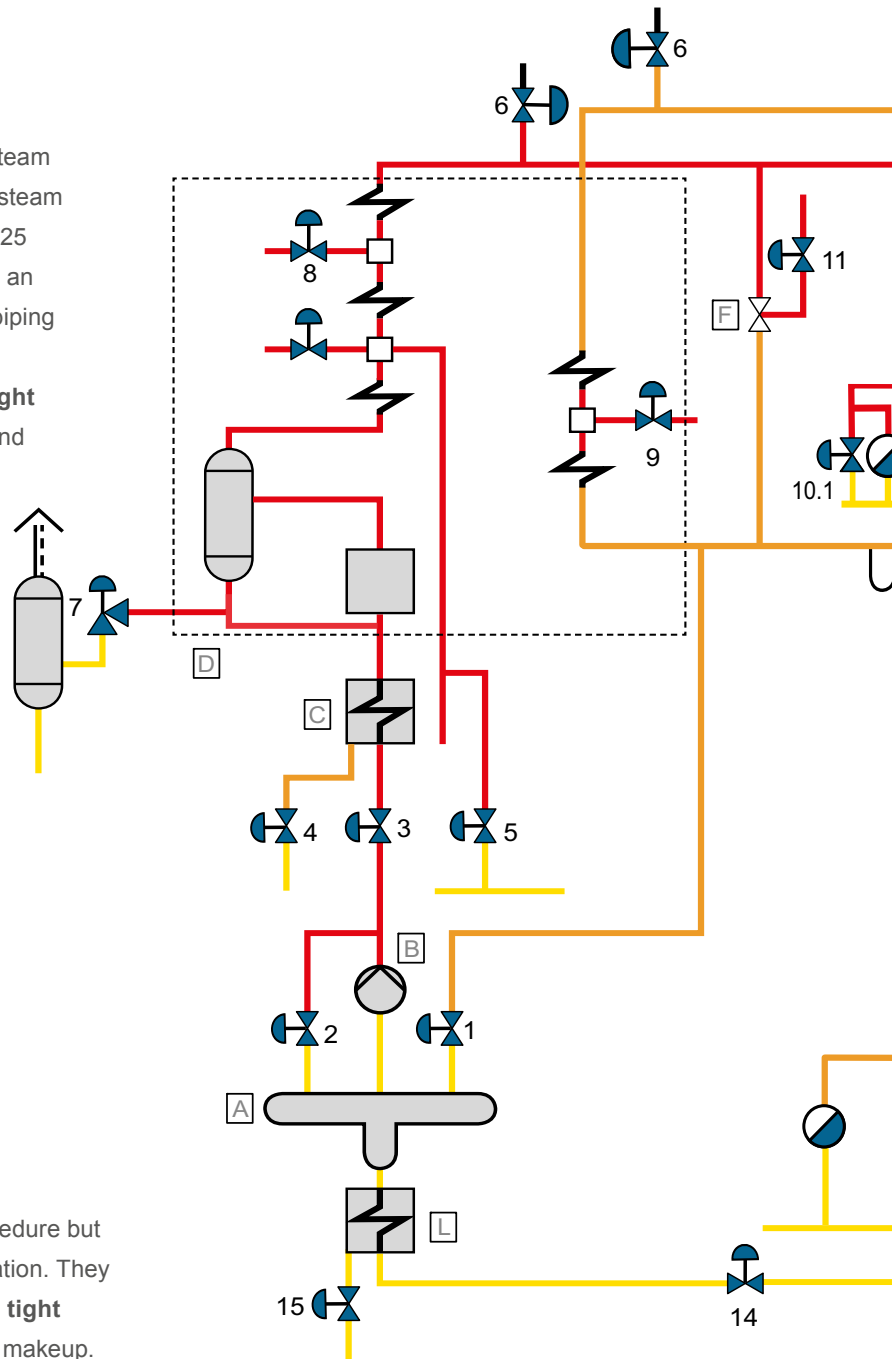 6
6
team
steam
25
an
piping
ght
nd
8
11
F
9
10.1
7
D
C
4
3
5
B
2
1
A
L
edure but
ation. They
tight
makeup.
15
14